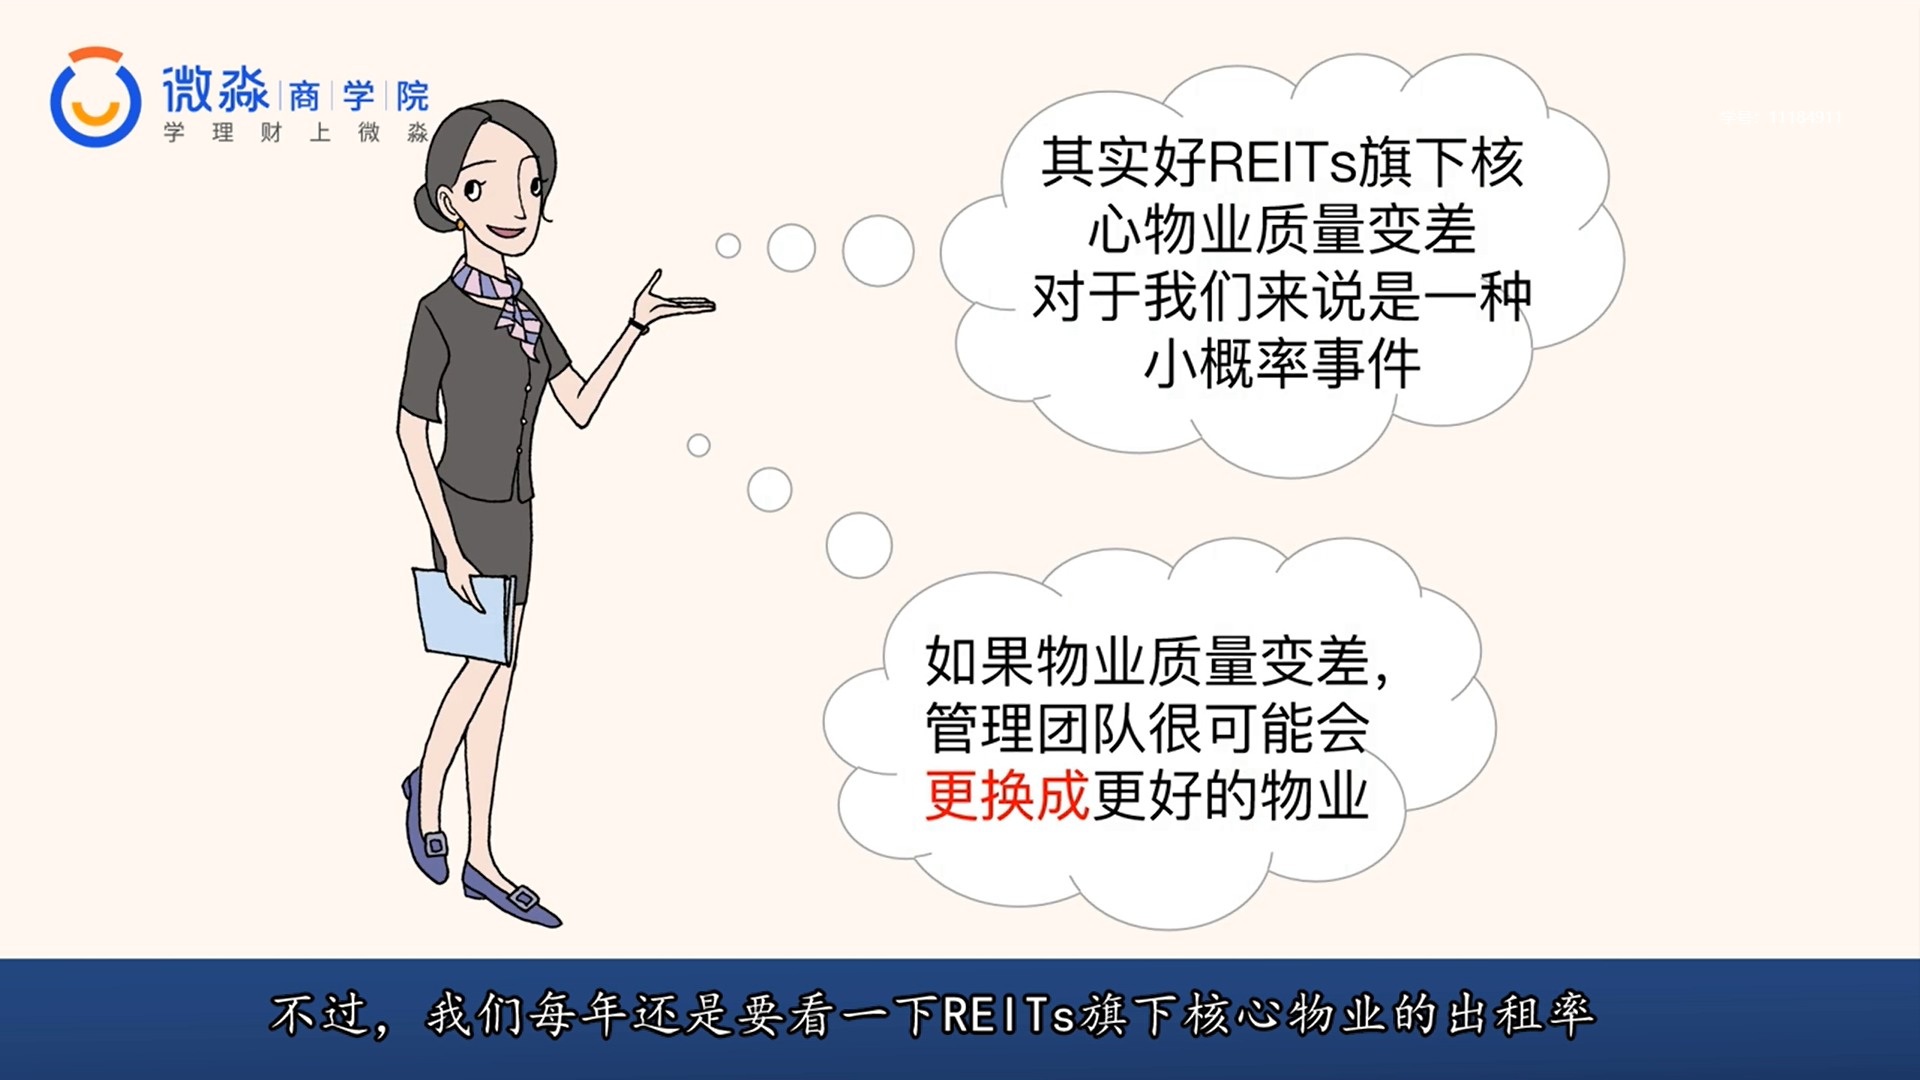 微淼|商|学|院
学理财上微淼
学号：11184911
其实好REITs旗下核
心物业质量变差
对于我们来说是一种
小概率事件
如果物业质量变差，
管理团队很可能会
更换成更好的物业
不过，我们每年还是要看一下REITs旗下核心物业的出租率